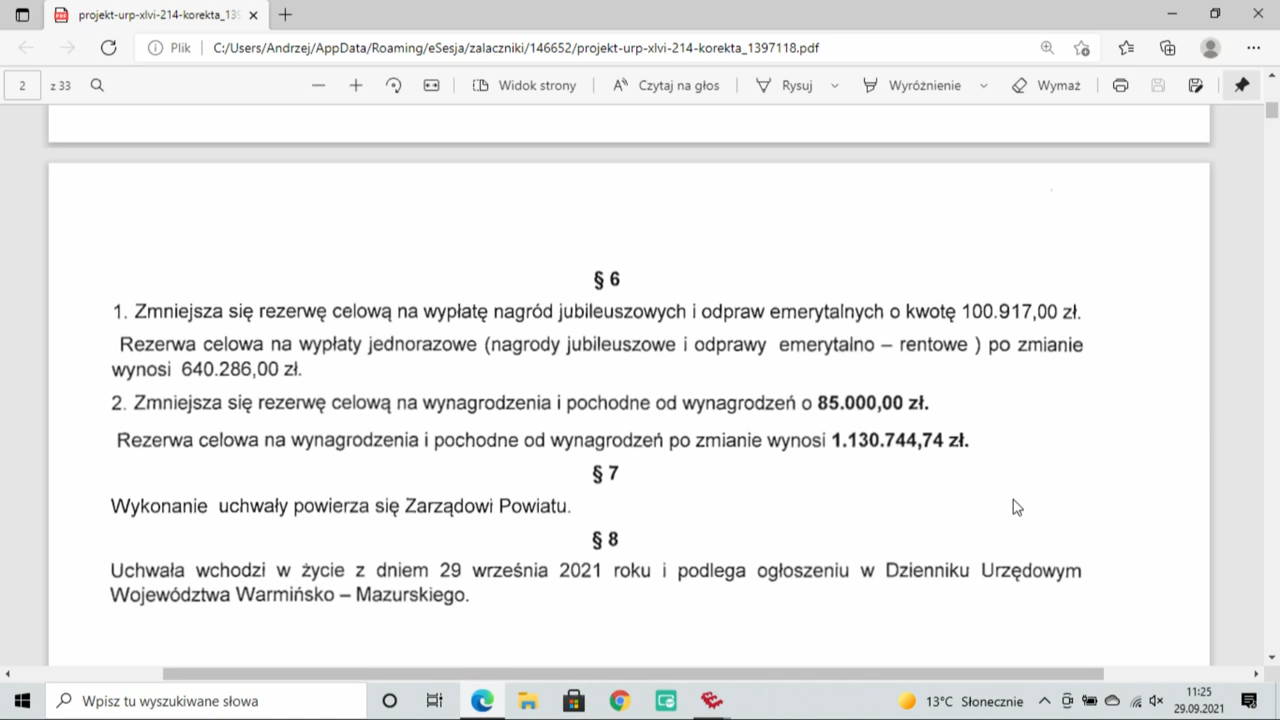 projekt-urp-xlvi-214-korekta_139
Plik
C:/Users/Andrzej/AppData/Roaming/eSesja/zalaczniki/146652/projekt-urp-xlvi-214-korekta_1397118.pdf
2 z 33 Widok strony Czytaj na głos Rysuj Wyróżnienie Wymaż
§ 6
1. Zmniejsza się rezerwę celową na wypłatę nagród jubileuszowych i odpraw emerytalnych o kwotę 100.917,00 zł.
Rezerwa celowa na wypłaty jednorazowe (nagrody jubileuszowe i odprawy emerytalno – rentowe ) po zmianie
wynosi 640.286,00 zł.
2. Zmniejsza się rezerwę celową na wynagrodzenia i pochodne od wynagrodzeń o 85.000,00 zł.
Rezerwa celowa na wynagrodzenia i pochodne od wynagrodzeń po zmianie wynosi 1.130.744,74 zł.
§ 7
Wykonanie uchwały powierza się Zarządowi Powiatu.
§ 8
Uchwała wchodzi w życie z dniem 29 września 2021 roku i podlega ogłoszeniu w Dzienniku Urzędowym
Województwa Warmińsko – Mazurskiego.
Wpisz tu wyszukiwane słowa
13°C Słonecznie
11:25
29.09.2021